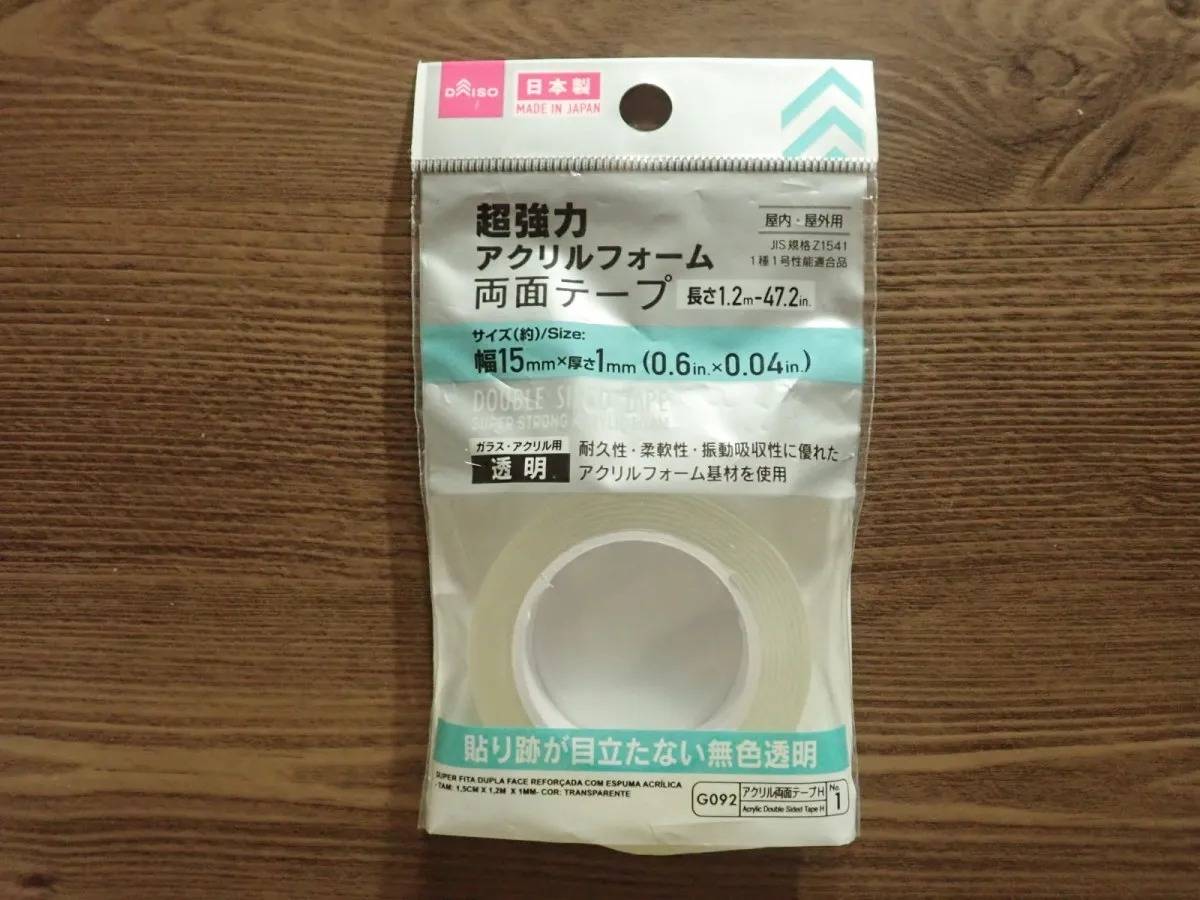 DAISO
日本製
MADE IN JAPAN
超強力
アクリルフォーム
両面テープ
長さ1.2m-47.2in.
屋内・屋外用
JIS規格Z1541
1種1号性能適合品
サイズ(約)/Size:
幅15mm×厚さ1mm (0.6in.×0.04in.)
DOUBLE SIDED TAPE
SUPER STRONG
ガラス・アクリル用
透明
耐久性・柔軟性・振動吸収性に優れた
アクリルフォーム基材を使用
貼り跡が目立たない無色透明
SUPER FITA DUPLA FACE REFORÇADA COM ESPUMA ACRÍLICA
-TAM: 1,5CM X 1,2M X 1MM- COR: TRANSPARENTE
G092
アクリル両面テープH
Acrylic Double Sided Tape H
No.
1